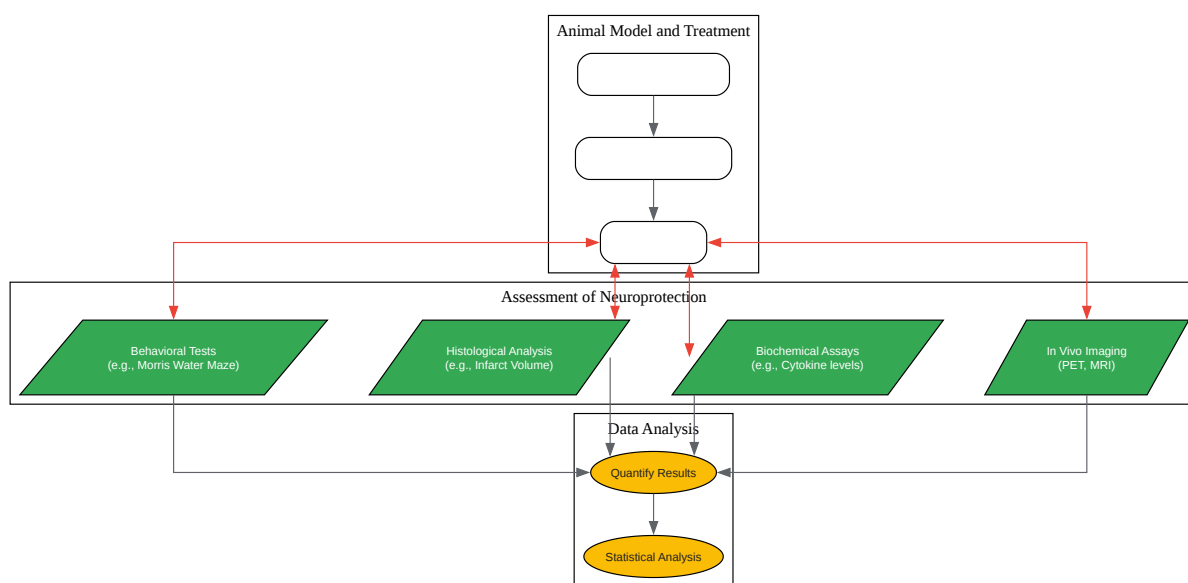 Animal Model and Treatment
Assessment of Neuroprotection
Behavioral Tests
(e.g., Morris Water Maze)
Histological Analysis
(e.g., Infarct Volume)
Biochemical Assays
(e.g., Cytokine levels)
In Vivo Imaging
(PET, MRI)
Data Analysis
Quantify Results
Statistical Analysis